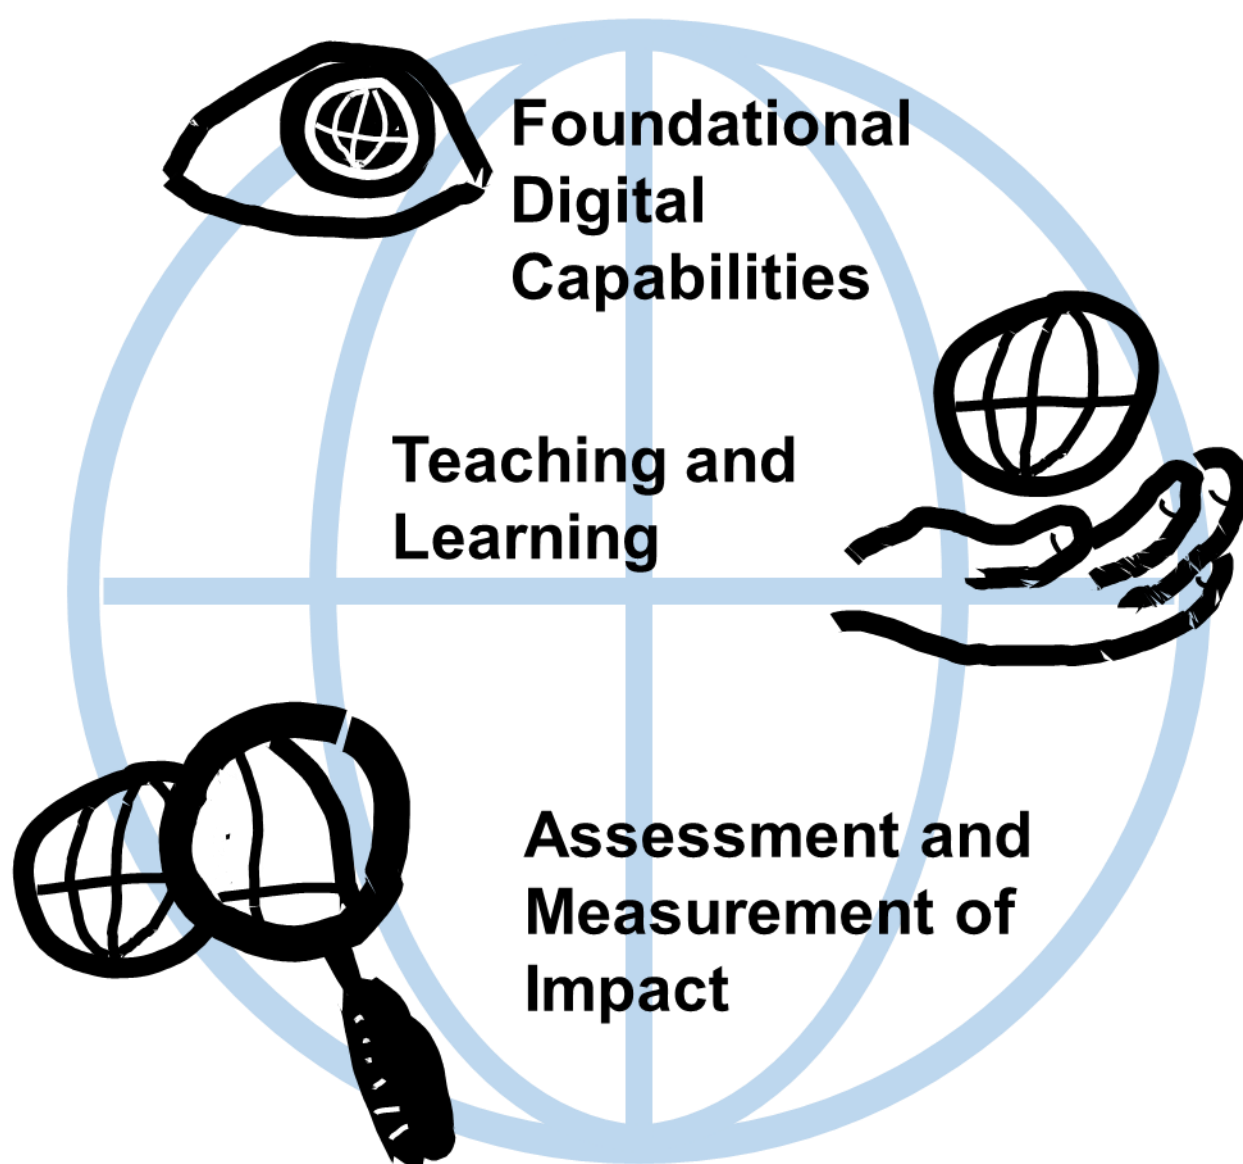 Foundational
Digital
Capabilities
Teaching and
Learning
Assessment and
Measurement of
Impact